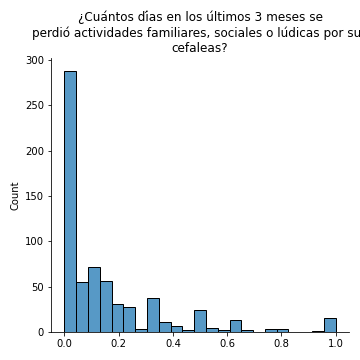 ¿Cuántos días en los últimos 3 meses se
perdió actividades familiares, sociales o lúdicas por su
cefaleas?
300
250
200
150
100
50
0
Count
0.0 0.2 0.4 0.6 0.8 1.0